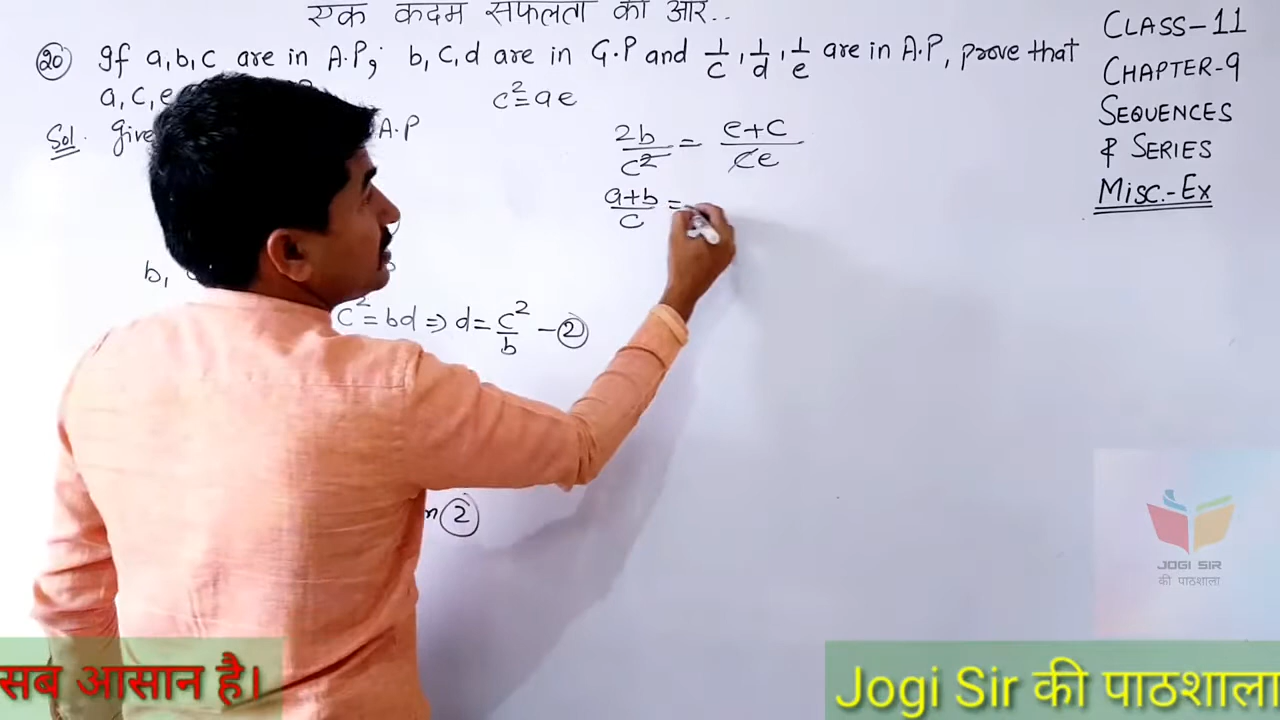 एक कदम सफलता की ओर..
20 If a,b,c are in A.P; b,c,d are in G.P and 1/c, 1/d, 1/e are in A.P, prove that
a,c,e
c²=ae
Sol. Give A.P
2b/c² = e+c/ce
a+b/c =
b,
c²=bd⇒d=c²/b -②
②
CLASS-11
CHAPTER-9
SEQUENCES
& SERIES
MISC.-EX
JOGI SIR
की पाठशाला
सब आसान है।
Jogi Sir की पाठशाला